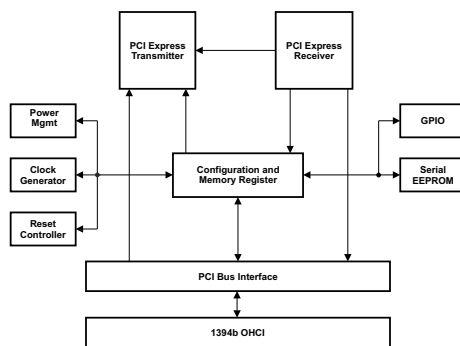 PCI Express
Transmitter
PCI Express
Receiver
Power
Mgmt
GPIO
Clock
Generator
Configuration and
Memory Register
Serial
EEPROM
Reset
Controller
PCI Bus Interface
1394b OHCI